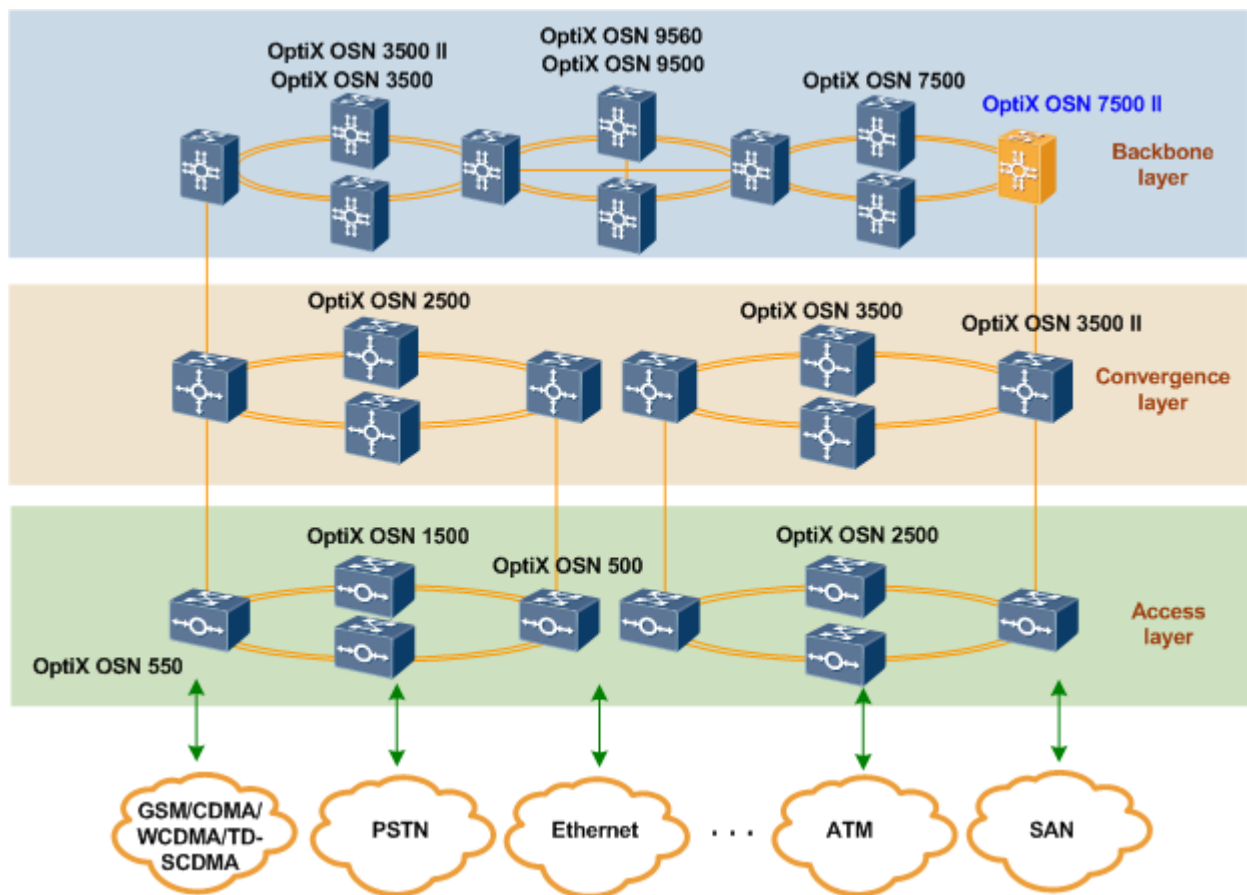 OptiX OSN 3500 II
OptiX OSN 3500
OptiX OSN 9560
OptiX OSN 9500
OptiX OSN 7500
OptiX OSN 7500 II
Backbone
layer
OptiX OSN 2500
OptiX OSN 3500
OptiX OSN 3500 II
Convergence
layer
OptiX OSN 1500
OptiX OSN 500
OptiX OSN 2500
Access
layer
OptiX OSN 550
GSM/CDMA/
WCDMA/TD-
SCDMA
PSTN
Ethernet
. . .
ATM
SAN